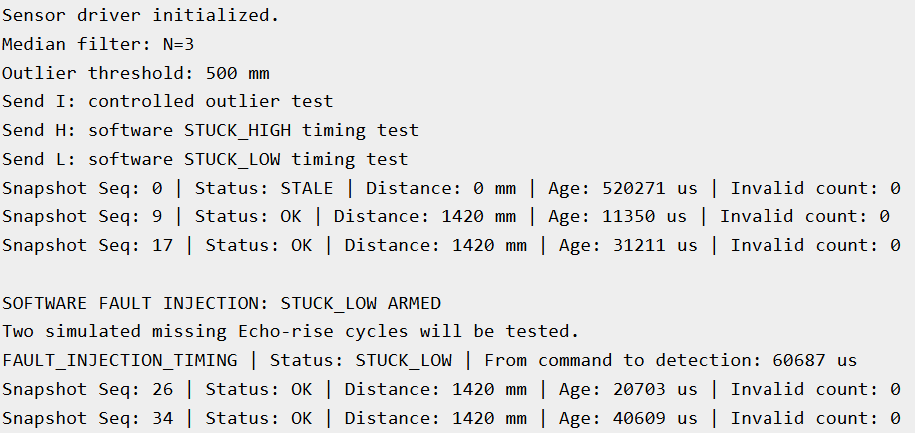 Sensor driver initialized.
Median filter: N=3
Outlier threshold: 500 mm
Send I: controlled outlier test
Send H: software STUCK_HIGH timing test
Send L: software STUCK_LOW timing test
Snapshot Seq: 0 | Status: STALE | Distance: 0 mm | Age: 520271 us | Invalid count: 0
Snapshot Seq: 9 | Status: OK | Distance: 1420 mm | Age: 11350 us | Invalid count: 0
Snapshot Seq: 17 | Status: OK | Distance: 1420 mm | Age: 31211 us | Invalid count: 0
SOFTWARE FAULT INJECTION: STUCK_LOW ARMED
Two simulated missing Echo-rise cycles will be tested.
FAULT_INJECTION_TIMING | Status: STUCK_LOW | From command to detection: 60687 us
Snapshot Seq: 26 | Status: OK | Distance: 1420 mm | Age: 20703 us | Invalid count: 0
Snapshot Seq: 34 | Status: OK | Distance: 1420 mm | Age: 40609 us | Invalid count: 0